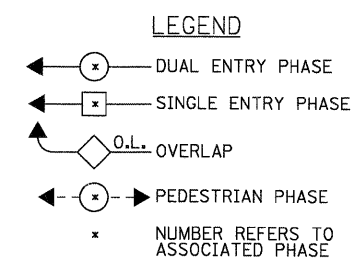 LEGEND
* DUAL ENTRY PHASE
* SINGLE ENTRY PHASE
O.L. OVERLAP
* PEDESTRIAN PHASE
* NUMBER REFERS TO
ASSOCIATED PHASE